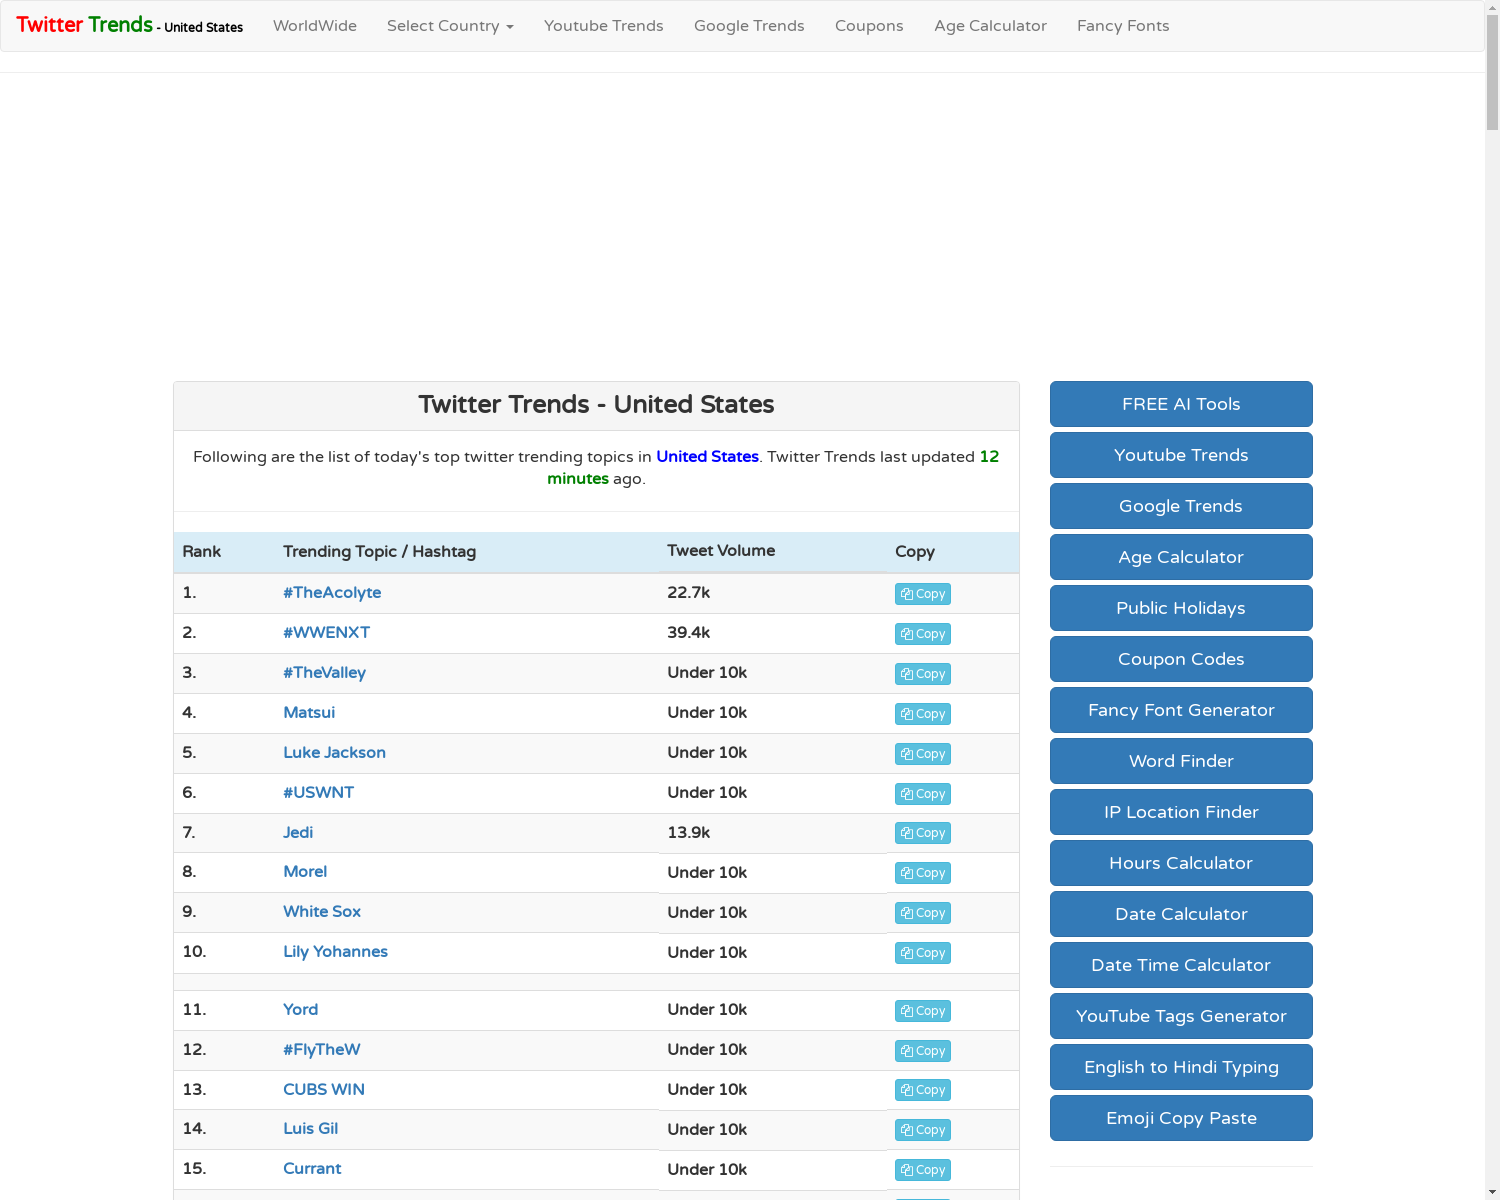 Twitter Trends - United States WorldWide Select Country Youtube Trends Google Trends Coupons Age Calculator Fancy Fonts
Twitter Trends - United States
Following are the list of today's top twitter trending topics in United States. Twitter Trends last updated 12
minutes ago.
Rank Trending Topic / Hashtag Tweet Volume Copy
1. #TheAcolyte 22.7k Copy
2. #WWENXT 39.4k Copy
3. #TheValley Under 10k Copy
4. Matsui Under 10k Copy
5. Luke Jackson Under 10k Copy
6. #USWNT Under 10k Copy
7. Jedi 13.9k Copy
8. Morel Under 10k Copy
9. White Sox Under 10k Copy
10. Lily Yohannes Under 10k Copy
11. Yord Under 10k Copy
12. #FlyTheW Under 10k Copy
13. CUBS WIN Under 10k Copy
14. Luis Gil Under 10k Copy
15. Currant Under 10k Copy
FREE AI Tools
Youtube Trends
Google Trends
Age Calculator
Public Holidays
Coupon Codes
Fancy Font Generator
Word Finder
IP Location Finder
Hours Calculator
Date Calculator
Date Time Calculator
YouTube Tags Generator
English to Hindi Typing
Emoji Copy Paste